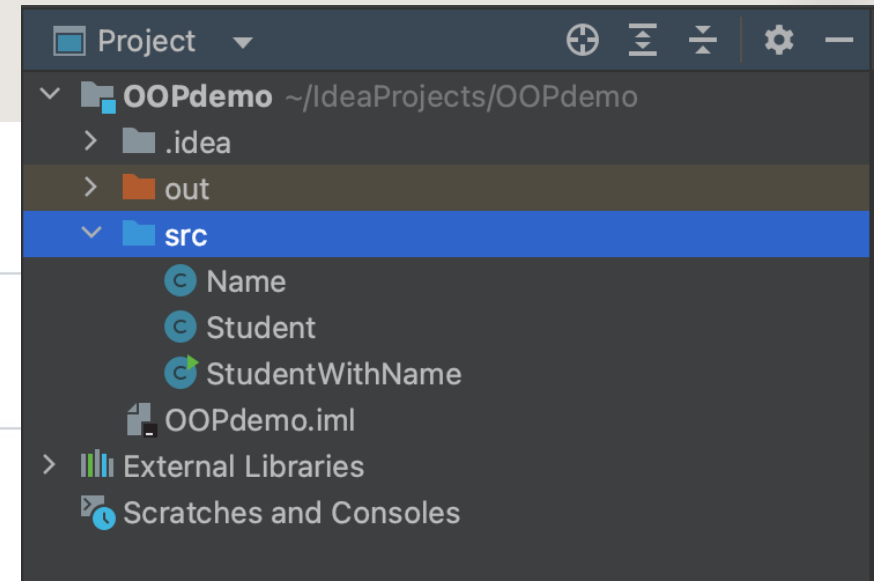 Project
OOPdemo ~/IdeaProjects/OOPdemo
.idea
out
src
Name
Student
StudentWithName
OOPdemo.iml
External Libraries
Scratches and Consoles